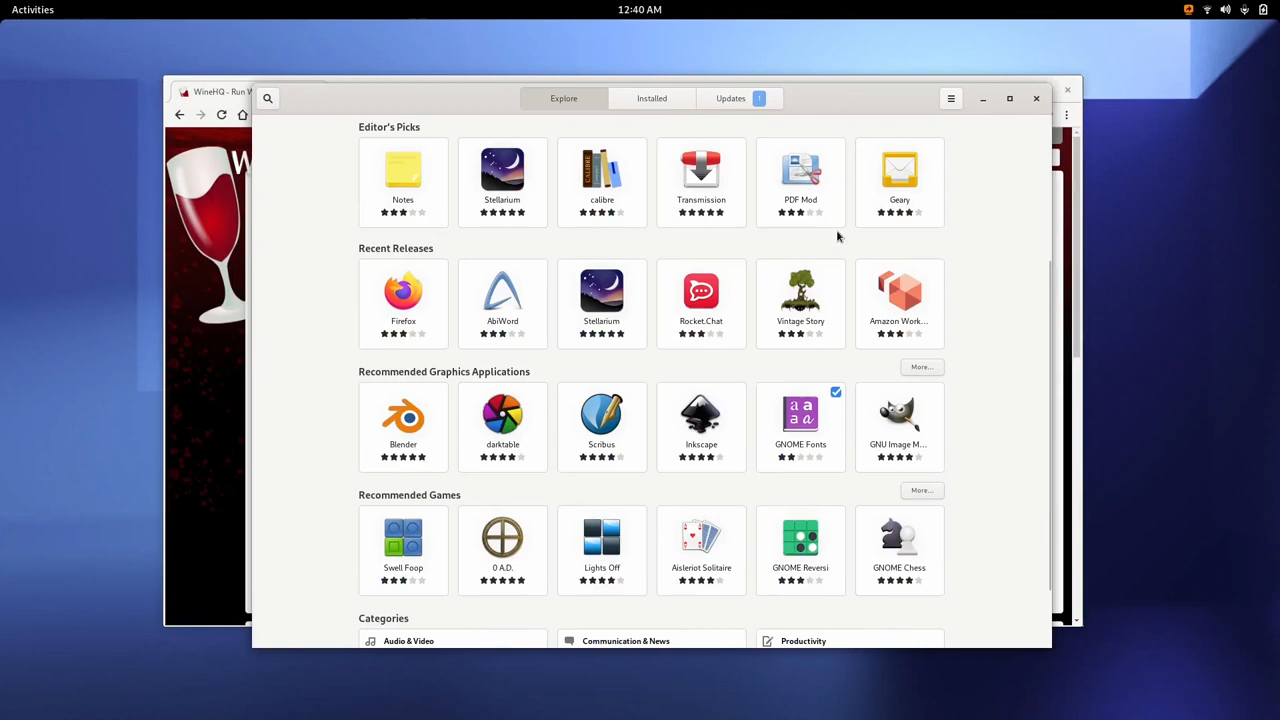 Activities
12:40 AM
WineHQ - Run W
Explore
Installed
Updates
Editor's Picks
Notes
Stellarium
calibre
Transmission
PDF Mod
Geary
Recent Releases
Firefox
AbiWord
Stellarium
Rocket.Chat
Vintage Story
Amazon Work...
Recommended Graphics Applications
More...
Blender
darktable
Scribus
Inkscape
GNOME Fonts
GNU Image M...
Recommended Games
More...
Swell Foop
0 A.D.
Lights Off
Aisleriot Solitaire
GNOME Reversi
GNOME Chess
Categories
Audio & Video
Communication & News
Productivity